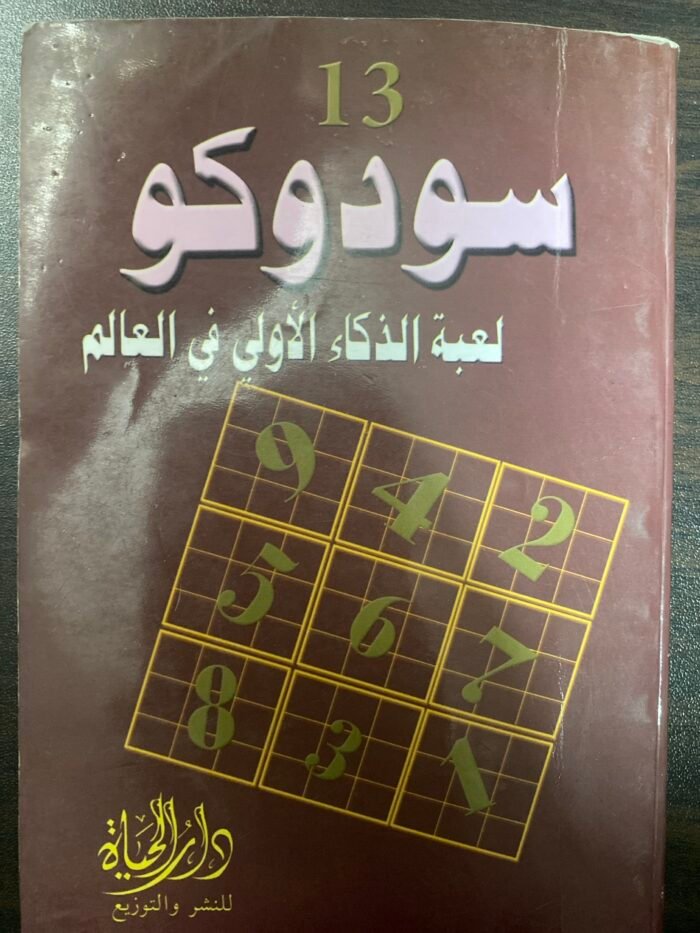 13
سودوكو
لعبة الذكاء الأولي في العالم
9 4 2
5 6 7
8 3 1
دار الحياة
للنشر والتوزيع